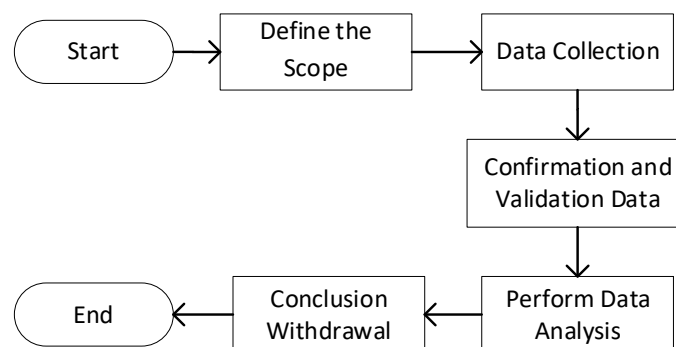 Start
Define the
Scope
Data Collection
Confirmation and
Validation Data
Perform Data
Analysis
Conclusion
Withdrawal
End